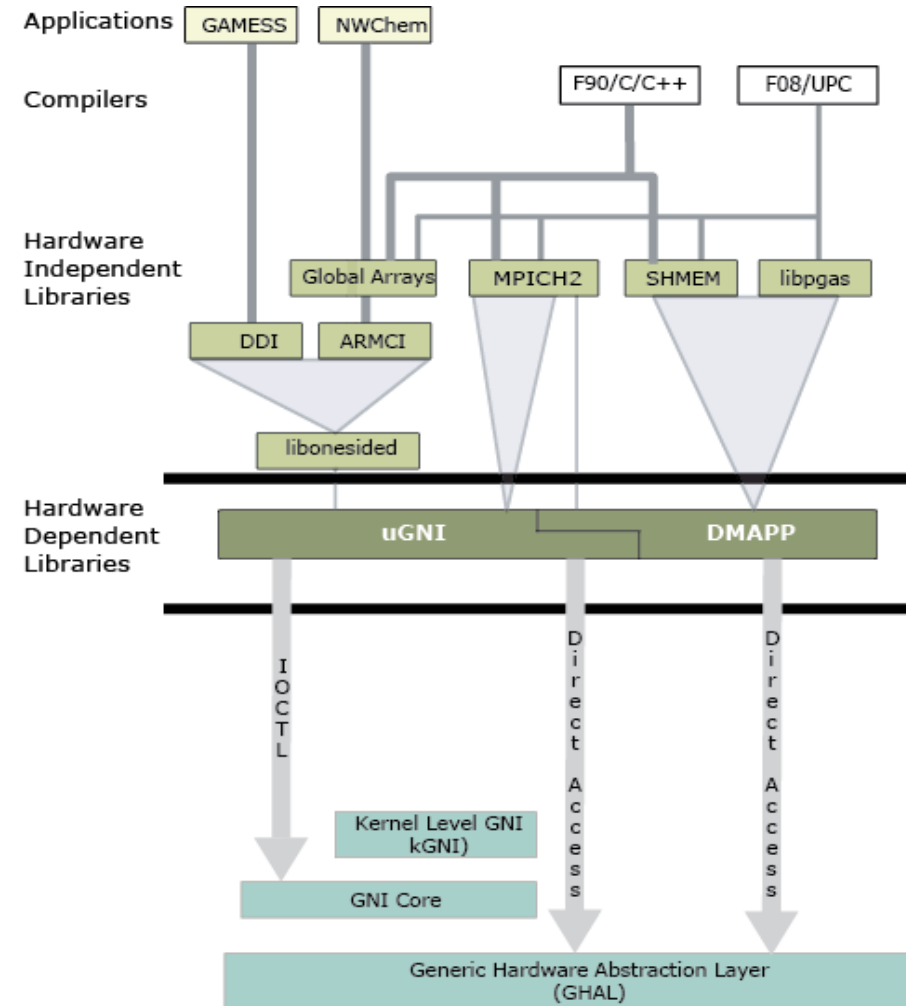 Applications
GAMESS
NWChem
Compilers
F90/C/C++
F08/UPC
Hardware
Independent
Libraries
Global Arrays
MPICH2
SHMEM
libpgas
DDI
ARMCI
libonesided
Hardware
Dependent
Libraries
uGNI
DMAPP
IOCTL
Direct Access
Direct Access
Kernel Level GNI
kGNI)
GNI Core
Generic Hardware Abstraction Layer
(GHAL)